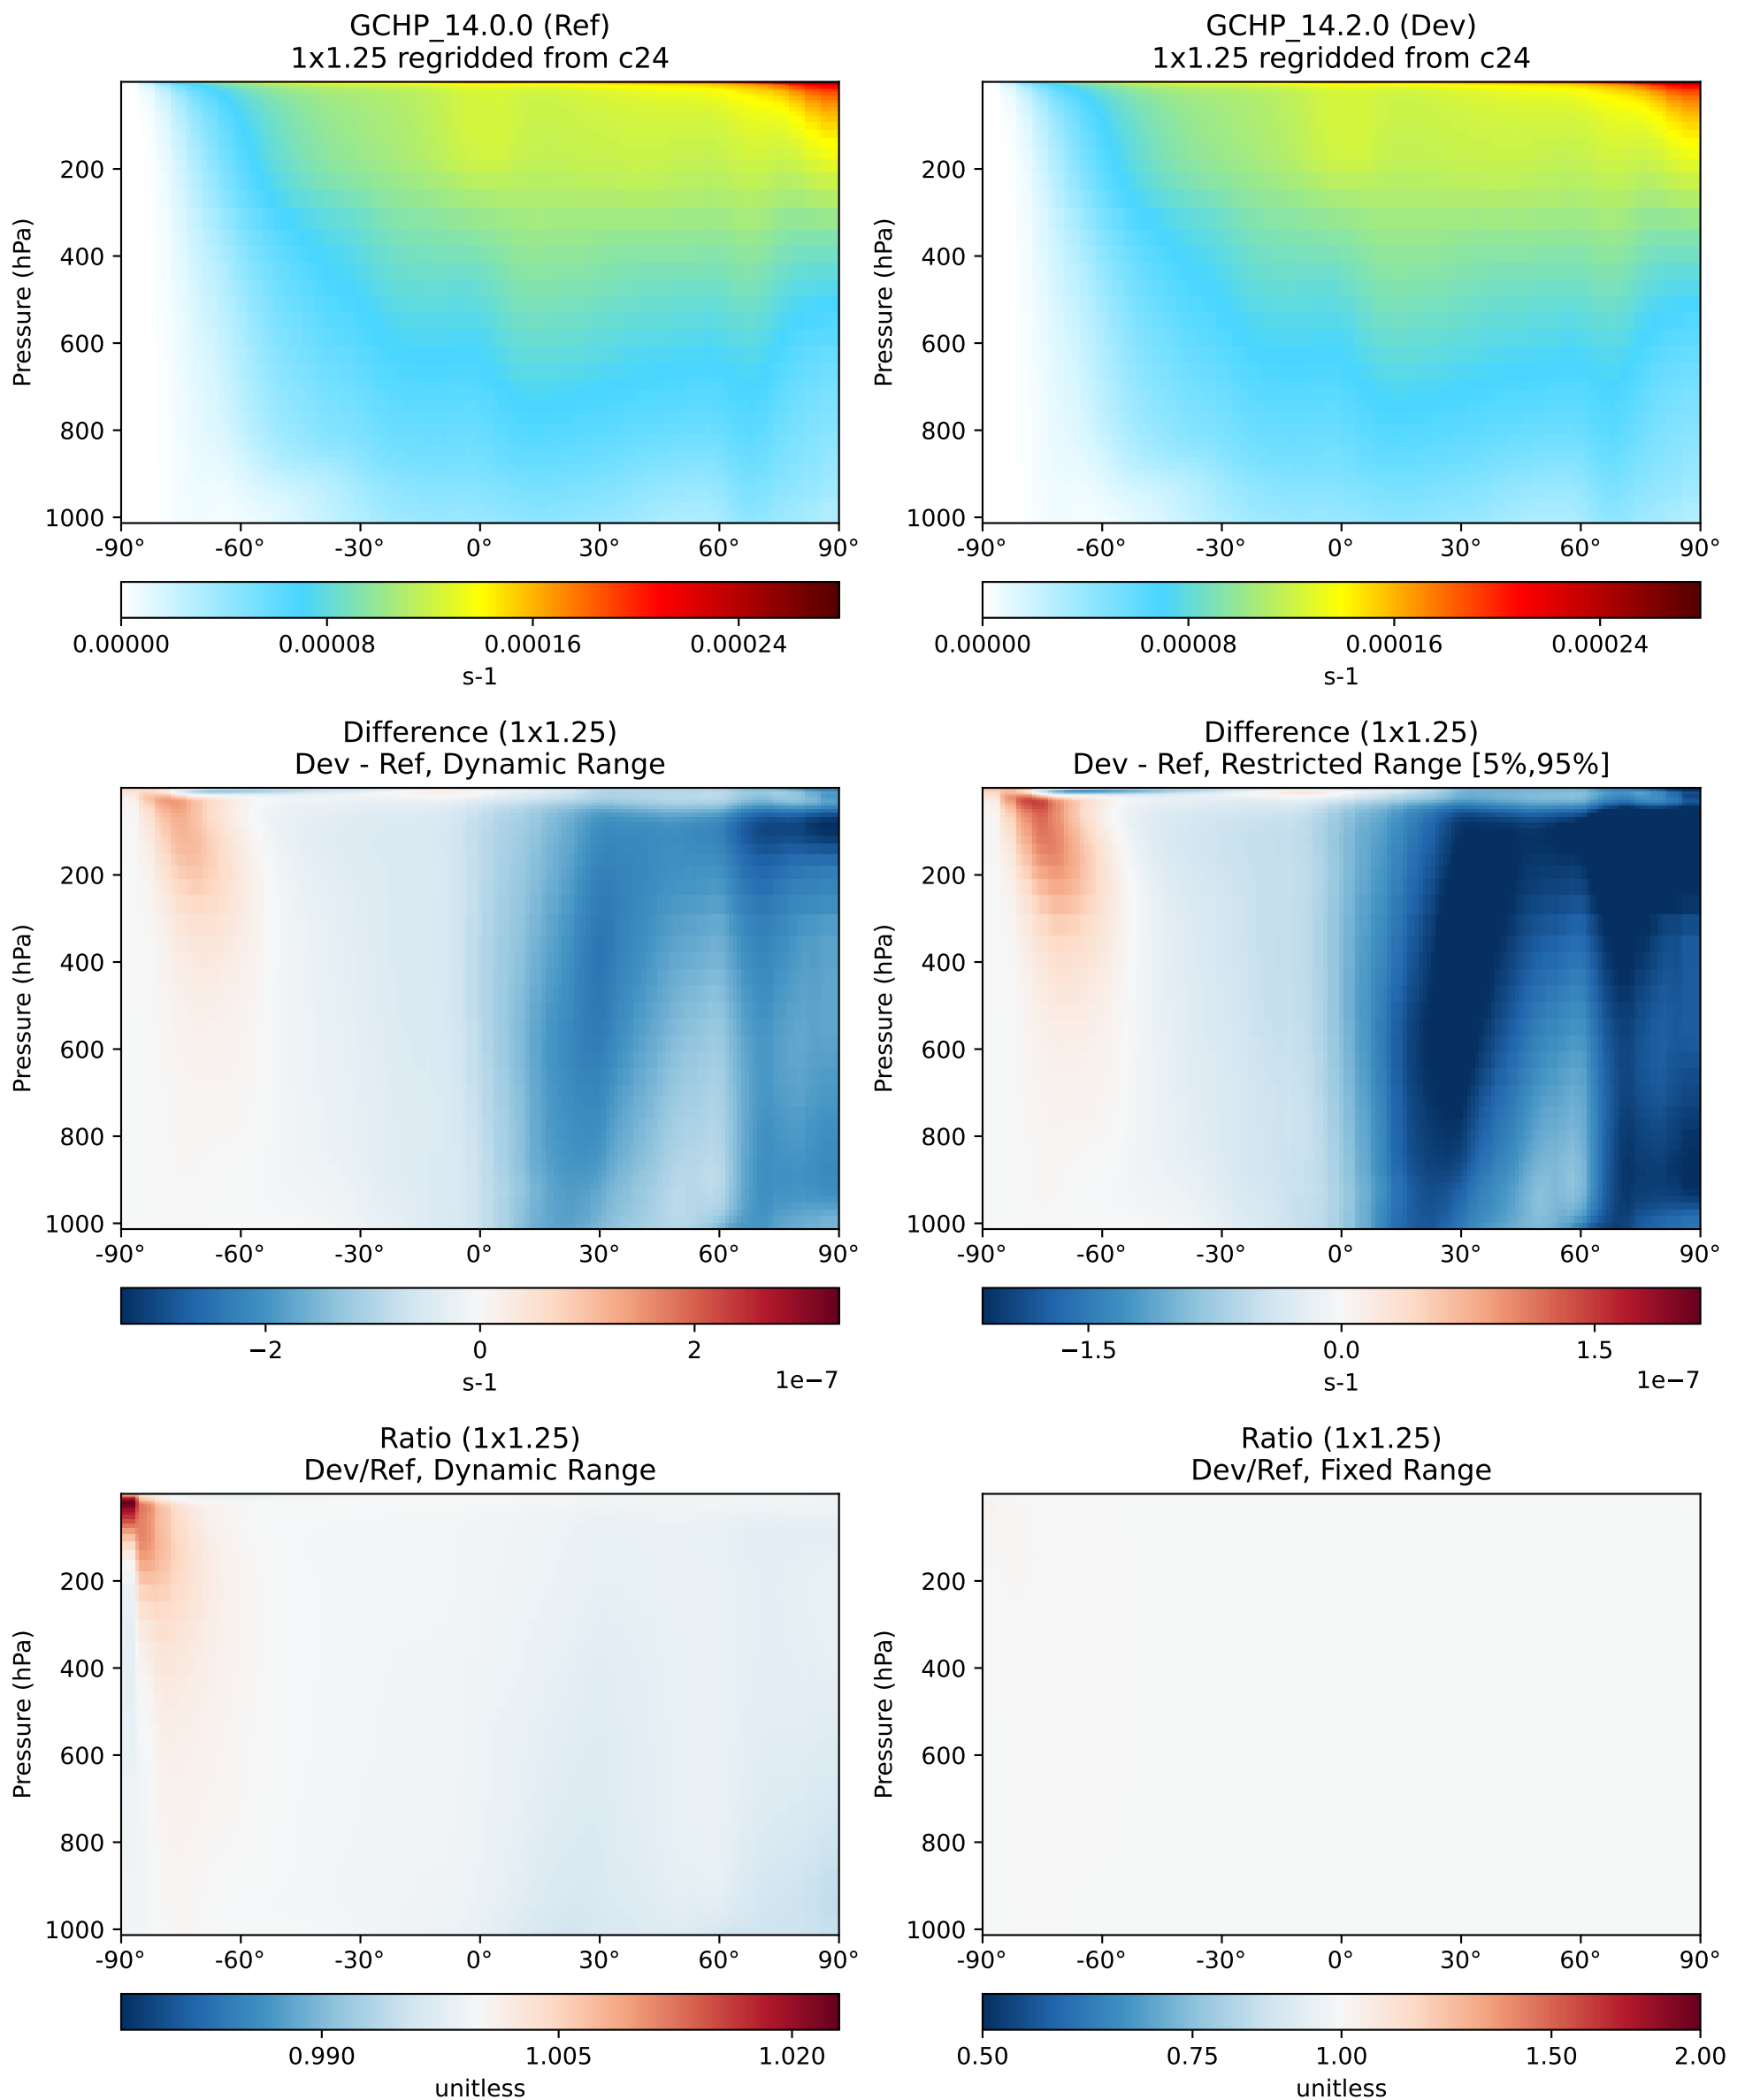 GCHP_14.0.0 (Ref)
1x1.25 regridded from c24
Pressure (hPa)
200
400
600
800
1000
-90° -60° -30° 0° 30° 60° 90°
0.00000 0.00008 0.00016 0.00024
s-1
GCHP_14.2.0 (Dev)
1x1.25 regridded from c24
Pressure (hPa)
200
400
600
800
1000
-90° -60° -30° 0° 30° 60° 90°
0.00000 0.00008 0.00016 0.00024
s-1
Difference (1x1.25)
Dev - Ref, Dynamic Range
Pressure (hPa)
200
400
600
800
1000
-90° -60° -30° 0° 30° 60° 90°
−2 0 2
s-1 1e−7
Difference (1x1.25)
Dev - Ref, Restricted Range [5%,95%]
Pressure (hPa)
200
400
600
800
1000
-90° -60° -30° 0° 30° 60° 90°
−1.5 0.0 1.5
s-1 1e−7
Ratio (1x1.25)
Dev/Ref, Dynamic Range
Pressure (hPa)
200
400
600
800
1000
-90° -60° -30° 0° 30° 60° 90°
0.990 1.005 1.020
unitless
Ratio (1x1.25)
Dev/Ref, Fixed Range
Pressure (hPa)
200
400
600
800
1000
-90° -60° -30° 0° 30° 60° 90°
0.50 0.75 1.00 1.50 2.00
unitless